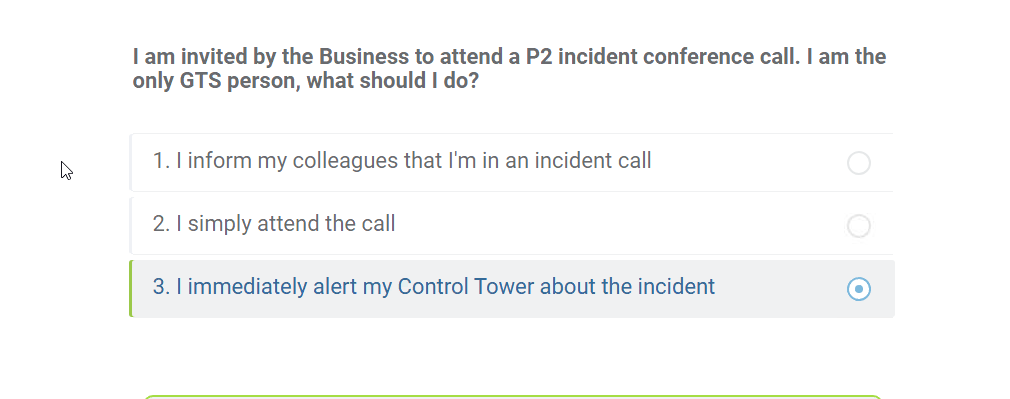 I am invited by the Business to attend a P2 incident conference call. I am the
only GTS person, what should I do?
1. I inform my colleagues that I'm in an incident call
2. I simply attend the call
3. I immediately alert my Control Tower about the incident